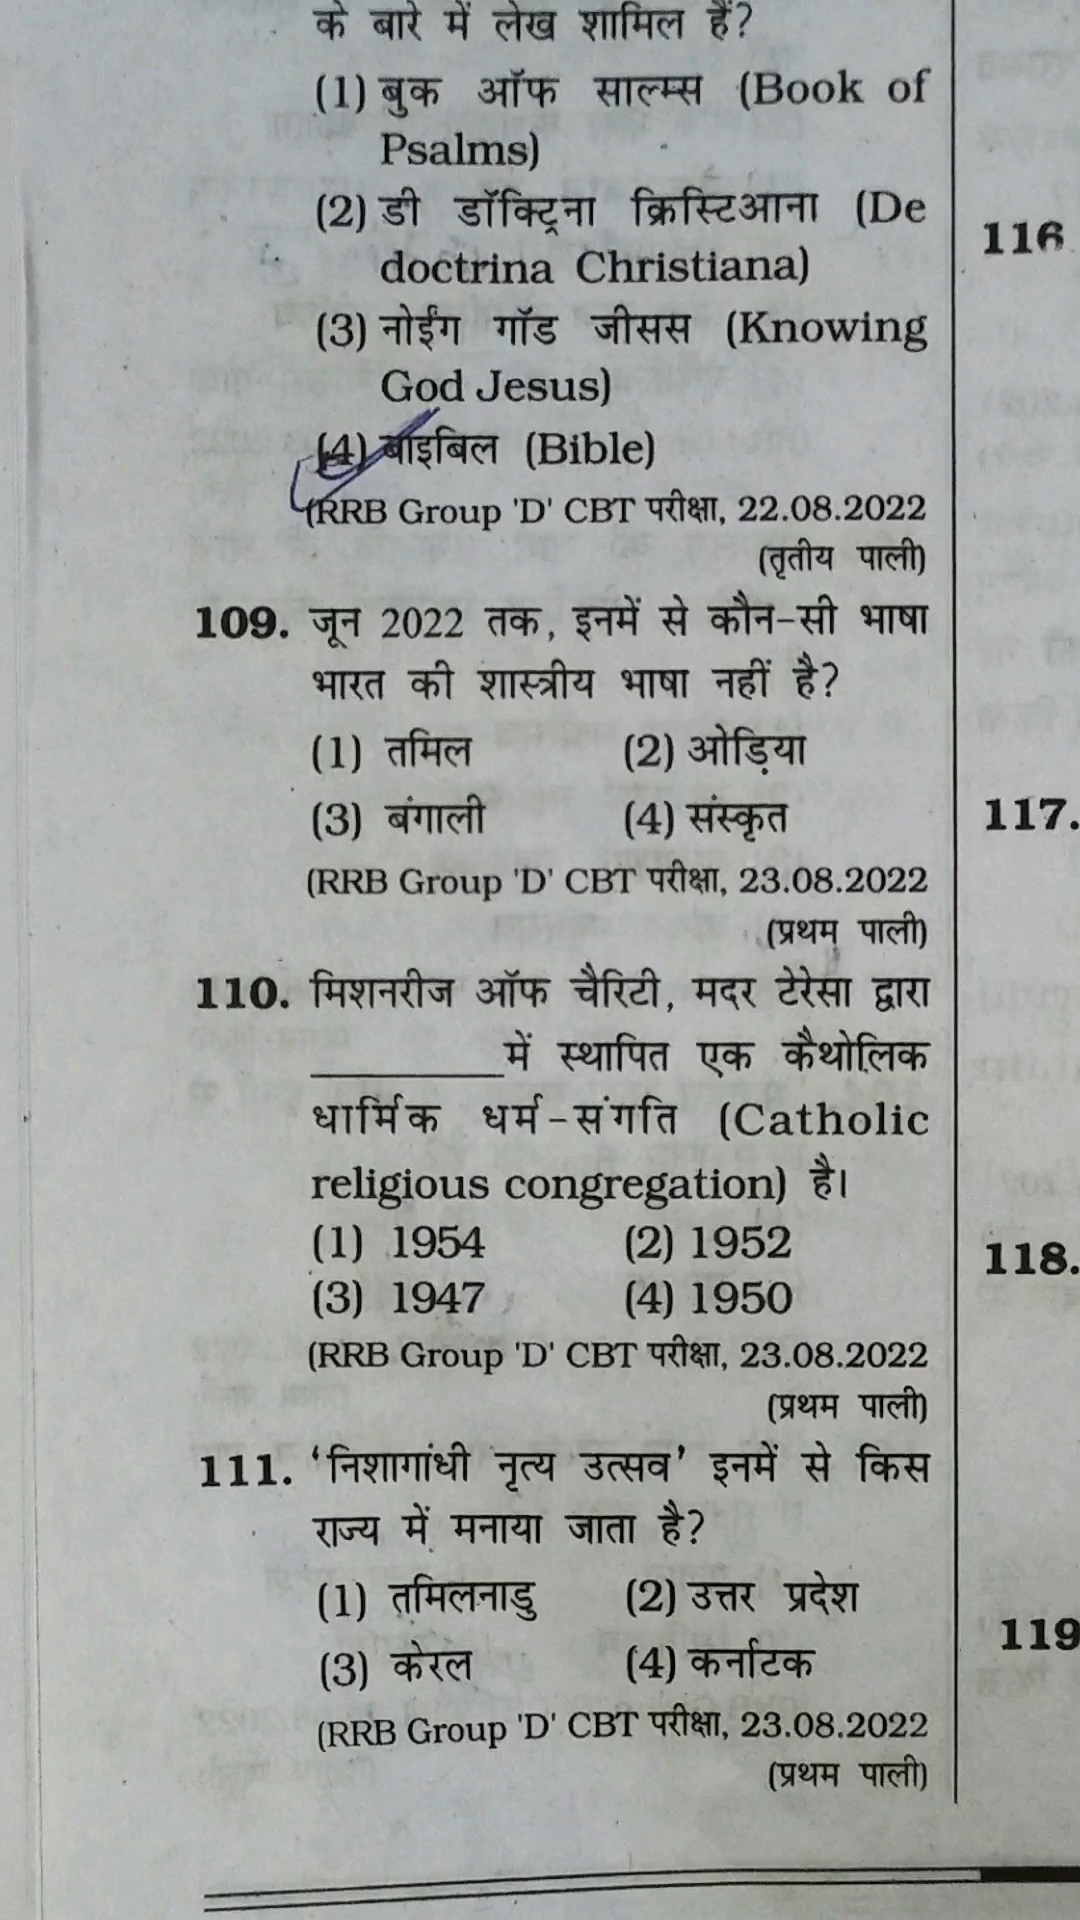 के बारे में लेख शामिल हैं?
(1) बुक ऑफ साल्म्स (Book of
Psalms)
(2) डी डॉक्ट्रिना क्रिस्टिआना (De
doctrina Christiana)
(3) नोईंग गॉड जीसस (Knowing
God Jesus)
(4) बाइबिल (Bible)
(RRB Group 'D' CBT परीक्षा, 22.08.2022
(तृतीय पाली)
109. जून 2022 तक, इनमें से कौन-सी भाषा
भारत की शास्त्रीय भाषा नहीं है?
(1) तमिल (2) ओड़िया
(3) बंगाली (4) संस्कृत
(RRB Group 'D' CBT परीक्षा, 23.08.2022
(प्रथम पाली)
110. मिशनरीज ऑफ चैरिटी, मदर टेरेसा द्वारा
________में स्थापित एक कैथोलिक
धार्मिक धर्म-संगति (Catholic
religious congregation) है।
(1) 1954 (2) 1952
(3) 1947 (4) 1950
(RRB Group 'D' CBT परीक्षा, 23.08.2022
(प्रथम पाली)
111. ‘निशागांधी नृत्य उत्सव’ इनमें से किस
राज्य में मनाया जाता है?
(1) तमिलनाडु (2) उत्तर प्रदेश
(3) केरल (4) कर्नाटक
(RRB Group 'D' CBT परीक्षा, 23.08.2022
(प्रथम पाली)
116
117.
118.
119